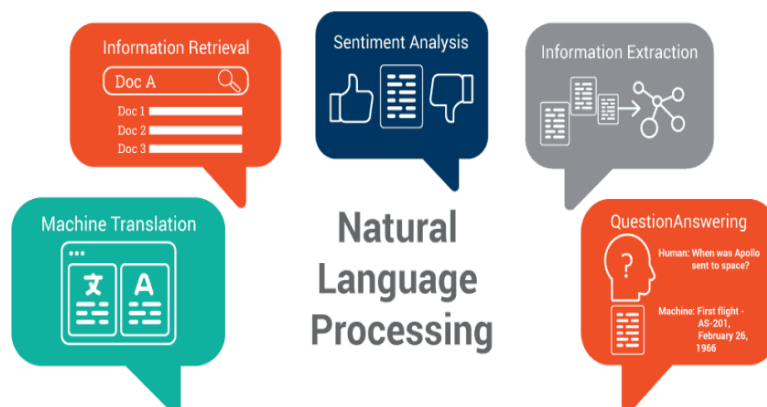 Information Retrieval
Doc A
Doc 1
Doc 2
Doc 3
Sentiment Analysis
Information Extraction
Machine Translation
文 A
Natural
Language
Processing
QuestionAnswering
?
Human: When was Apollo
sent to space?
Machine: First flight -
AS-201,
February 26,
1966